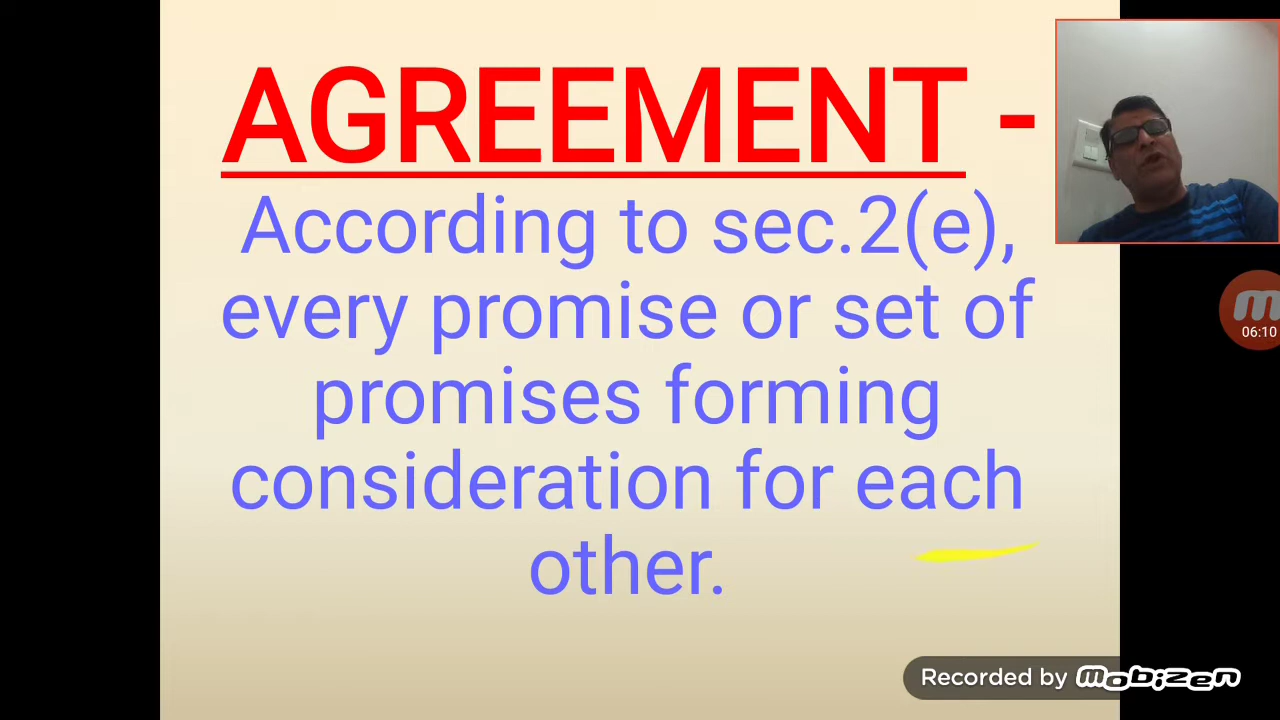 AGREEMENT -
According to sec.2(e),
every promise or set of
promises forming
consideration for each
other.
06:10
Recorded by mobizen